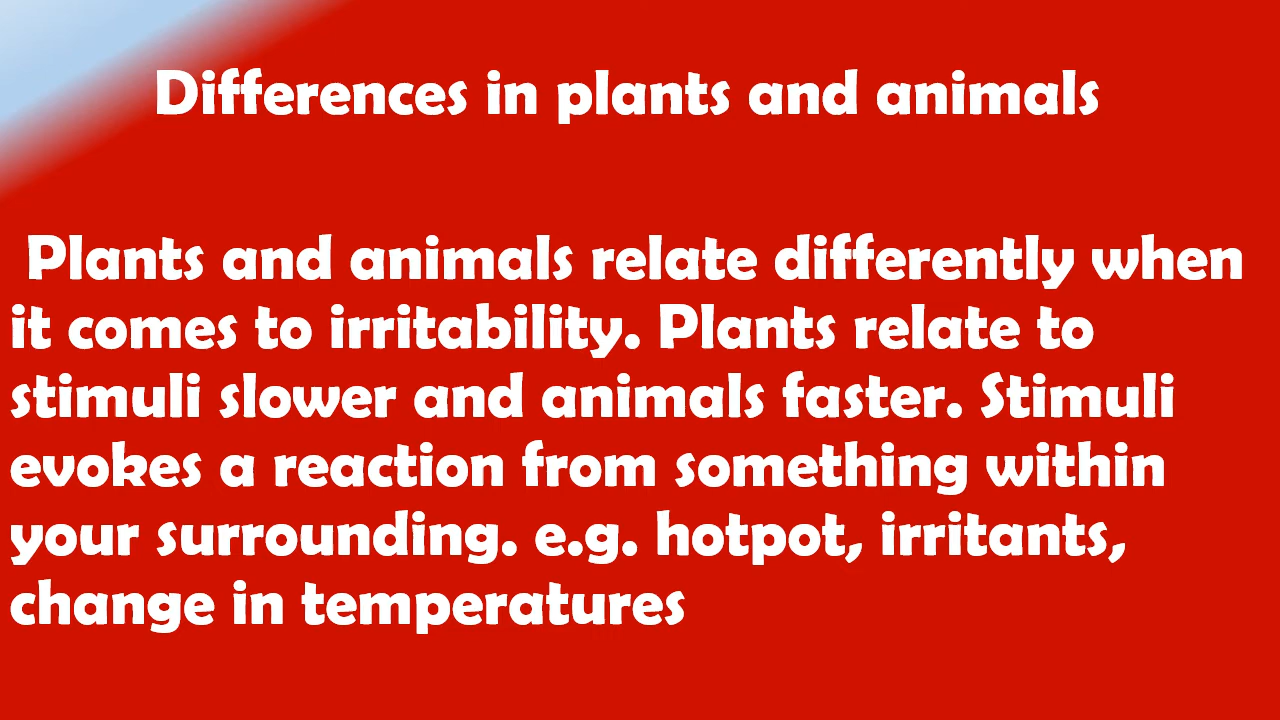 Differences in plants and animals
Plants and animals relate differently when
it comes to irritability. Plants relate to
stimuli slower and animals faster. Stimuli
evokes a reaction from something within
your surrounding. e.g. hotpot, irritants,
change in temperatures